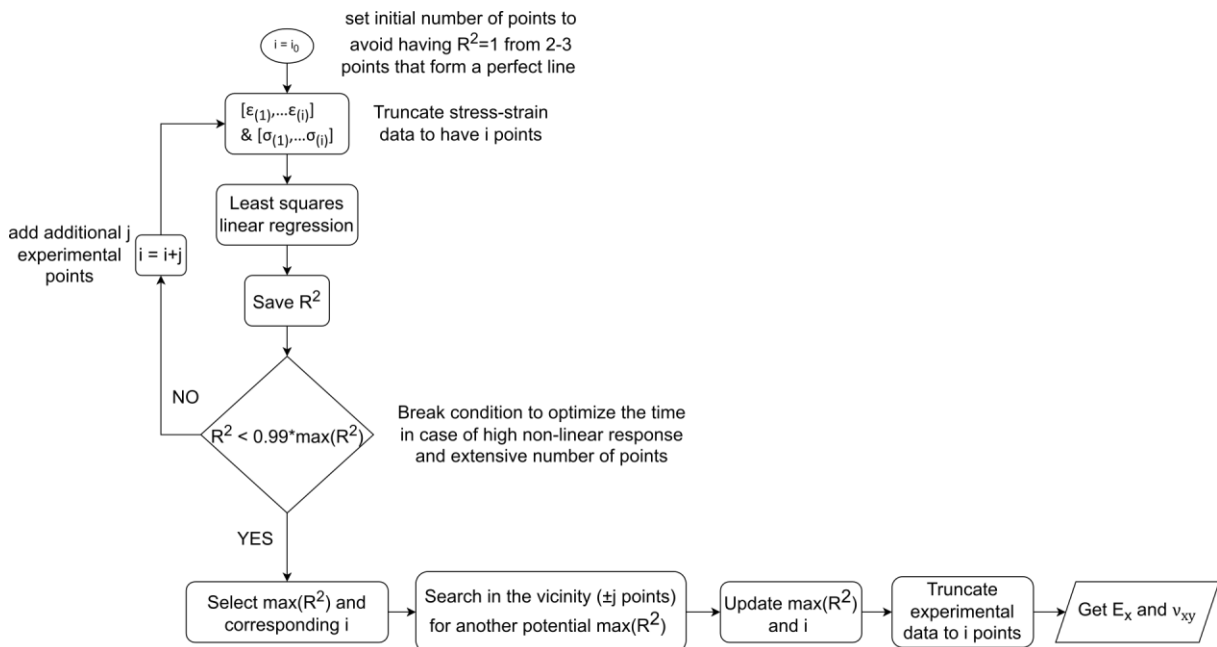 set initial number of points to
avoid having R²=1 from 2-3
points that form a perfect line
i = i₀
[ε₍₁₎,...ε₍ᵢ₎]
& [σ₍₁₎,...σ₍ᵢ₎]
Truncate stress-strain
data to have i points
Least squares
linear regression
add additional j
experimental
points
i = i+j
Save R²
NO
R² < 0.99*max(R²)
Break condition to optimize the time
in case of high non-linear response
and extensive number of points
YES
Select max(R²) and
corresponding i
Search in the vicinity (±j points)
for another potential max(R²)
Update max(R²)
and i
Truncate
experimental
data to i points
Get Eₓ and ν_xy